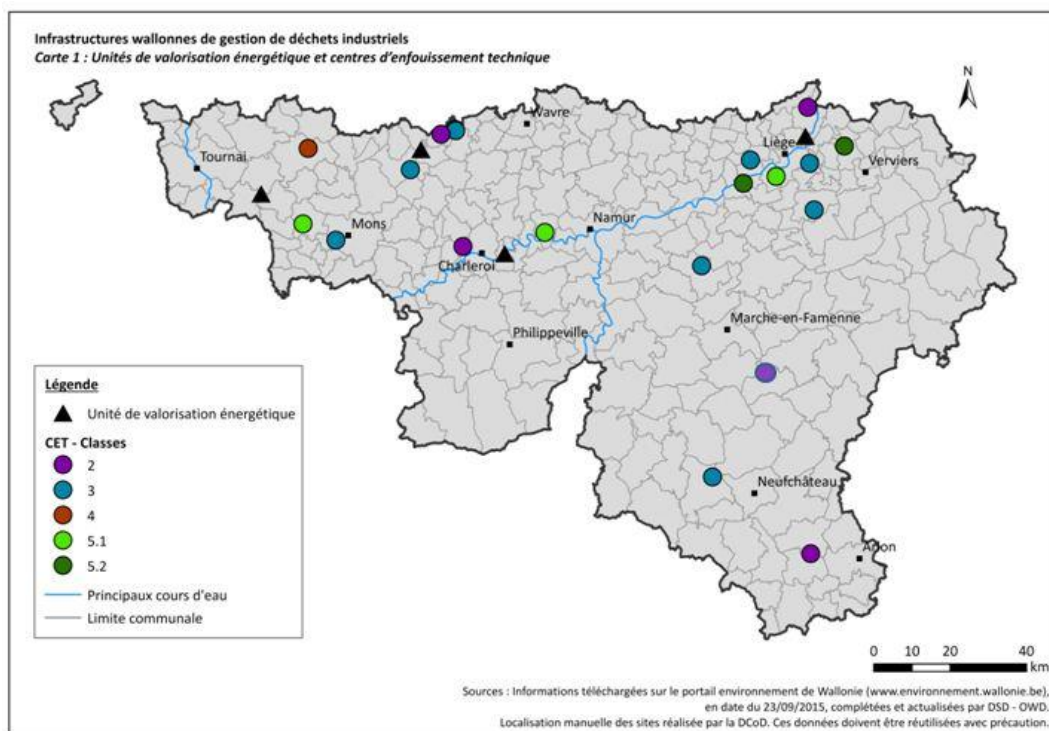 Infrastructures wallonnes de gestion de déchets industriels
Carte 1 : Unités de valorisation énergétique et centres d'enfouissement technique
N
Wavre
Liège
Tournai
Verviers
Mons
Namur
Charleroi
Marche-en-Famenne
Philippeville
Légende
Unité de valorisation énergétique
CET - Classes
2
3
4
5.1
5.2
Principaux cours d'eau
Limite communale
Neufchâteau
Arlon
0 10 20 40
km
Sources : Informations téléchargées sur le portail environnement de Wallonie (www.environnement.wallonie.be),
en date du 23/09/2015, complétées et actualisées par DSD - OWD.
Localisation manuelle des sites réalisée par la DCoD. Ces données doivent être réutilisées avec précaution.